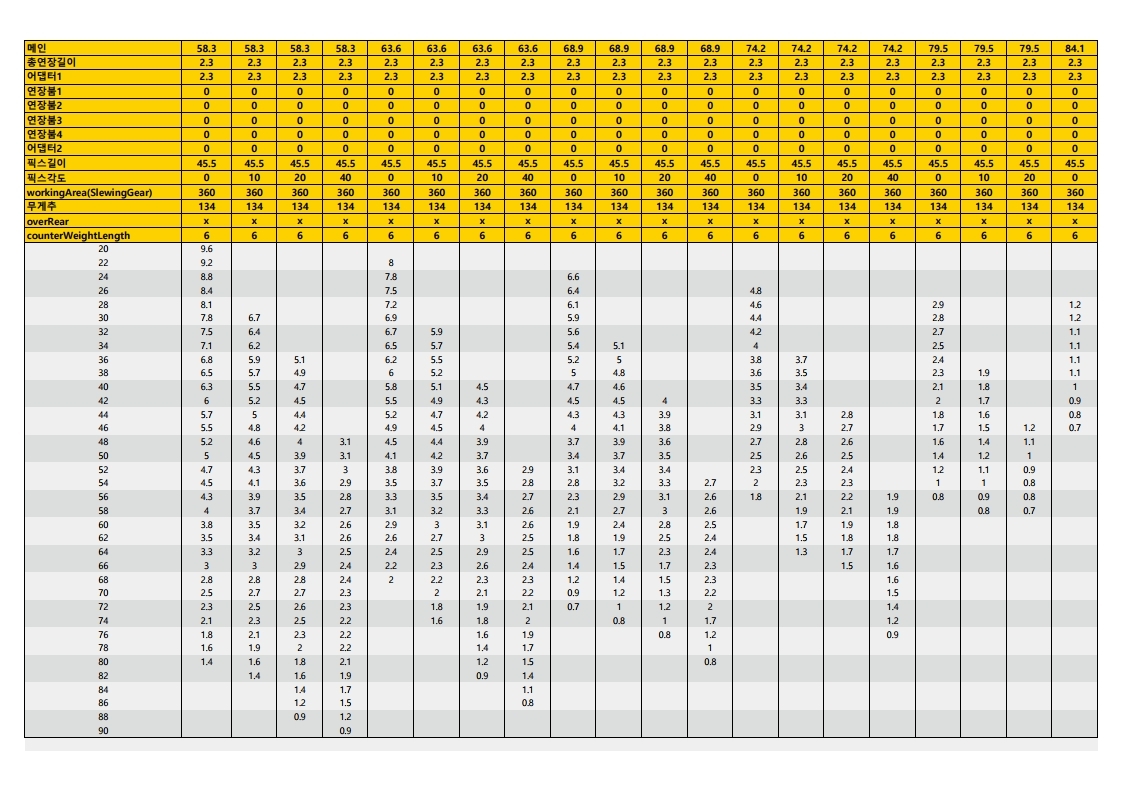 메인 58.3 58.3 58.3 58.3 63.6 63.6 63.6 63.6 68.9 68.9 68.9 68.9 74.2 74.2 74.2 74.2 79.5 79.5 79.5 84.1
총연장길이 2.3 2.3 2.3 2.3 2.3 2.3 2.3 2.3 2.3 2.3 2.3 2.3 2.3 2.3 2.3 2.3 2.3 2.3 2.3 2.3
어댑터1 2.3 2.3 2.3 2.3 2.3 2.3 2.3 2.3 2.3 2.3 2.3 2.3 2.3 2.3 2.3 2.3 2.3 2.3 2.3 2.3
연장붐1 0 0 0 0 0 0 0 0 0 0 0 0 0 0 0 0 0 0 0 0
연장붐2 0 0 0 0 0 0 0 0 0 0 0 0 0 0 0 0 0 0 0 0
연장붐3 0 0 0 0 0 0 0 0 0 0 0 0 0 0 0 0 0 0 0 0
연장붐4 0 0 0 0 0 0 0 0 0 0 0 0 0 0 0 0 0 0 0 0
어댑터2 0 0 0 0 0 0 0 0 0 0 0 0 0 0 0 0 0 0 0 0
픽스길이 45.5 45.5 45.5 45.5 45.5 45.5 45.5 45.5 45.5 45.5 45.5 45.5 45.5 45.5 45.5 45.5 45.5 45.5 45.5 45.5
픽스각도 0 10 20 40 0 10 20 40 0 10 20 40 0 10 20 40 0 10 20 0
workingArea(SlewingGear) 360 360 360 360 360 360 360 360 360 360 360 360 360 360 360 360 360 360 360 360
무게추 134 134 134 134 134 134 134 134 134 134 134 134 134 134 134 134 134 134 134 134
overRear x x x x x x x x x x x x x x x x x x x x
counterWeightLength 6 6 6 6 6 6 6 6 6 6 6 6 6 6 6 6 6 6 6 6
20 9.6
22 9.2 8
24 8.8 7.8 6.6
26 8.4 7.5 6.4 4.8
28 8.1 7.2 6.1 4.6 2.9 1.2
30 7.8 6.7 6.9 5.9 4.4 2.8 1.2
32 7.5 6.4 6.7 5.9 5.6 4.2 2.7 1.1
34 7.1 6.2 6.5 5.7 5.4 5.1 4 2.5 1.1
36 6.8 5.9 5.1 6.2 5.5 5.2 5 3.8 3.7 2.4 1.1
38 6.5 5.7 4.9 6 5.2 5 4.8 3.6 3.5 2.3 1.9 1.1
40 6.3 5.5 4.7 5.8 5.1 4.5 4.7 4.6 3.5 3.4 2.1 1.8 1
42 6 5.2 4.5 5.5 4.9 4.3 4.5 4.5 4 3.3 3.3 2 1.7 0.9
44 5.7 5 4.4 5.2 4.7 4.2 4.3 4.3 3.9 3.1 3.1 2.8 1.8 1.6 0.8
46 5.5 4.8 4.2 4.9 4.5 4 4 4.1 3.8 2.9 3 2.7 1.7 1.5 1.2 0.7
48 5.2 4.6 4 3.1 4.5 4.4 3.9 3.7 3.9 3.6 2.7 2.8 2.6 1.6 1.4 1.1
50 5 4.5 3.9 3.1 4.1 4.2 3.7 3.4 3.7 3.5 2.5 2.6 2.5 1.4 1.2 1
52 4.7 4.3 3.7 3 3.8 3.9 3.6 2.9 3.1 3.4 3.4 2.3 2.5 2.4 1.2 1.1 0.9
54 4.5 4.1 3.6 2.9 3.5 3.7 3.5 2.8 2.8 3.2 3.3 2.7 2 2.3 2.3 1 1 0.8
56 4.3 3.9 3.5 2.8 3.3 3.5 3.4 2.7 2.3 2.9 3.1 2.6 1.8 2.1 2.2 1.9 0.8 0.9 0.8
58 4 3.7 3.4 2.7 3.1 3.2 3.3 2.6 2.1 2.7 3 2.6 1.9 2.1 1.9 0.8 0.7
60 3.8 3.5 3.2 2.6 2.9 3 3.1 2.6 1.9 2.4 2.8 2.5 1.7 1.9 1.8
62 3.5 3.4 3.1 2.6 2.6 2.7 3 2.5 1.8 1.9 2.5 2.4 1.5 1.8 1.8
64 3.3 3.2 3 2.5 2.4 2.5 2.9 2.5 1.6 1.7 2.3 2.4 1.3 1.7 1.7
66 3 3 2.9 2.4 2.2 2.3 2.6 2.4 1.4 1.5 1.7 2.3 1.5 1.6
68 2.8 2.8 2.8 2.4 2 2.2 2.3 2.3 1.2 1.4 1.5 2.3 1.6
70 2.5 2.7 2.7 2.3 2 2.1 2.2 0.9 1.2 1.3 2.2 1.5
72 2.3 2.5 2.6 2.3 1.8 1.9 2.1 0.7 1 1.2 2 1.4
74 2.1 2.3 2.5 2.2 1.6 1.8 2 0.8 1 1.7 1.2
76 1.8 2.1 2.3 2.2 1.6 1.9 0.8 1.2 0.9
78 1.6 1.9 2 2.2 1.4 1.7 1
80 1.4 1.6 1.8 2.1 1.2 1.5 0.8
82 1.4 1.6 1.9 0.9 1.4
84 1.4 1.7 1.1
86 1.2 1.5 0.8
88 0.9 1.2
90 0.9